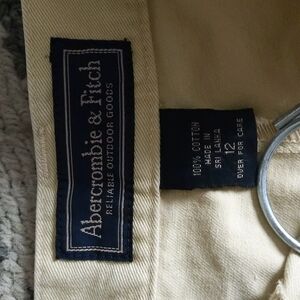 Abercrombie & Fitch
RELIABLE OUTDOOR GOODS
100% COTTON
MADE IN
SRI LANKA
12
OVER FOR CARE